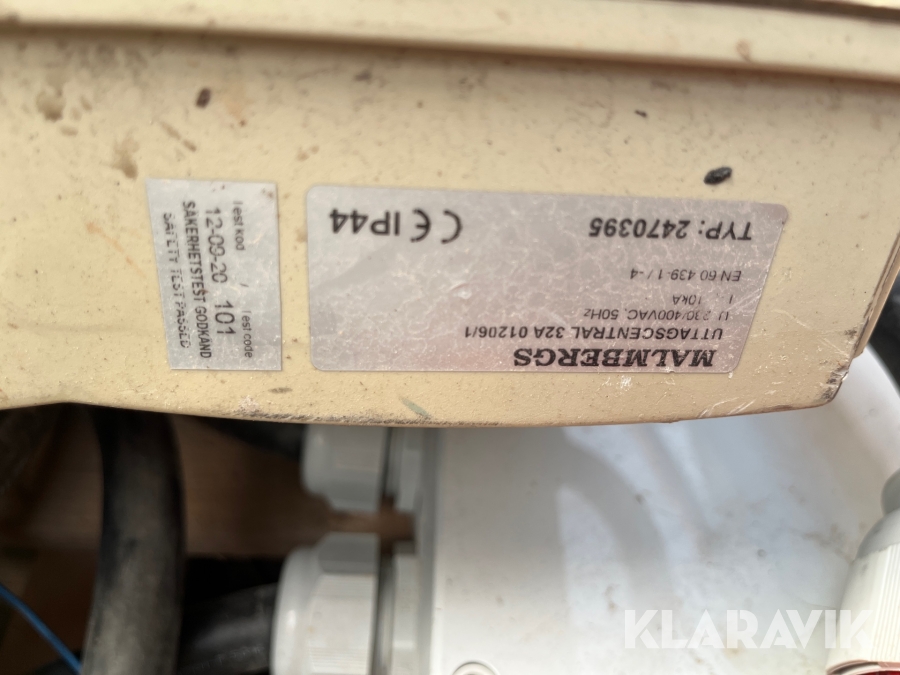 MALMBERGS
UTTAGSCENTRAL 32A 01206/1
U 230/400VAC, 50Hz
I 10kA
EN 60 439-1 / -4
TYP: 2470395
CE IP44
Test kod / Test code
12-09-20 101
SÄKERHETSTEST GODKÄND
SAFETY TEST PASSED
KLARAVIK